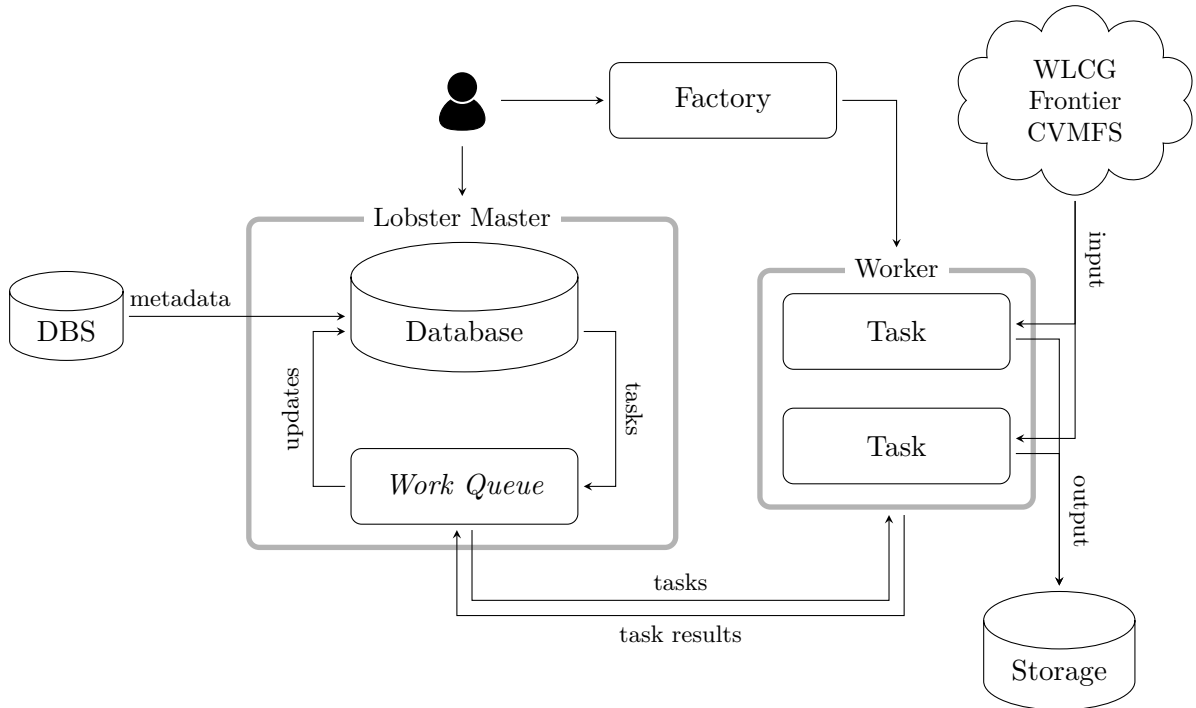 WLCG
Frontier
CVMFS
Factory
Lobster Master
Worker
input
metadata
DBS
Database
Task
updates
tasks
Task
Work Queue
output
tasks
task results
Storage